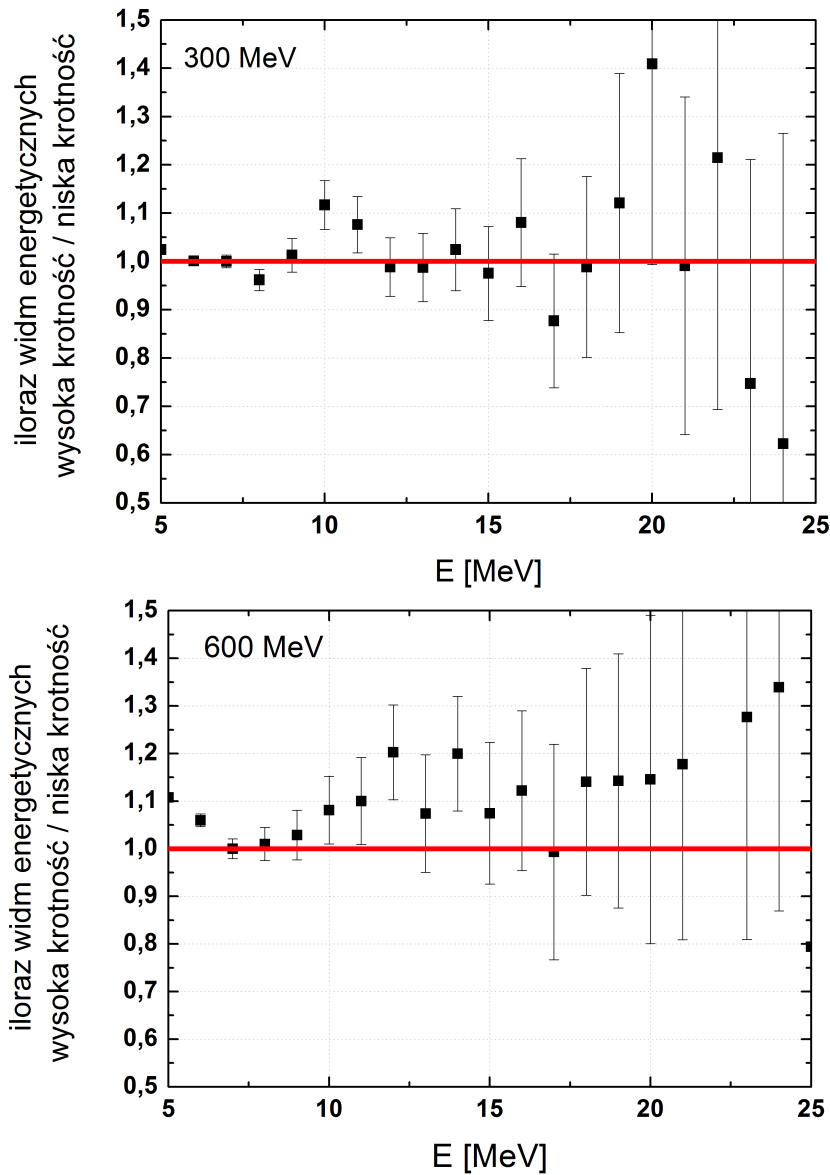 300 MeV
iloraz widm energetycznych
wysoka krotność / niska krotność
1,5
1,4
1,3
1,2
1,1
1,0
0,9
0,8
0,7
0,6
0,5
5 10 15 20 25
E [MeV]
600 MeV
iloraz widm energetycznych
wysoka krotność / niska krotność
1,5
1,4
1,3
1,2
1,1
1,0
0,9
0,8
0,7
0,6
0,5
5 10 15 20 25
E [MeV]